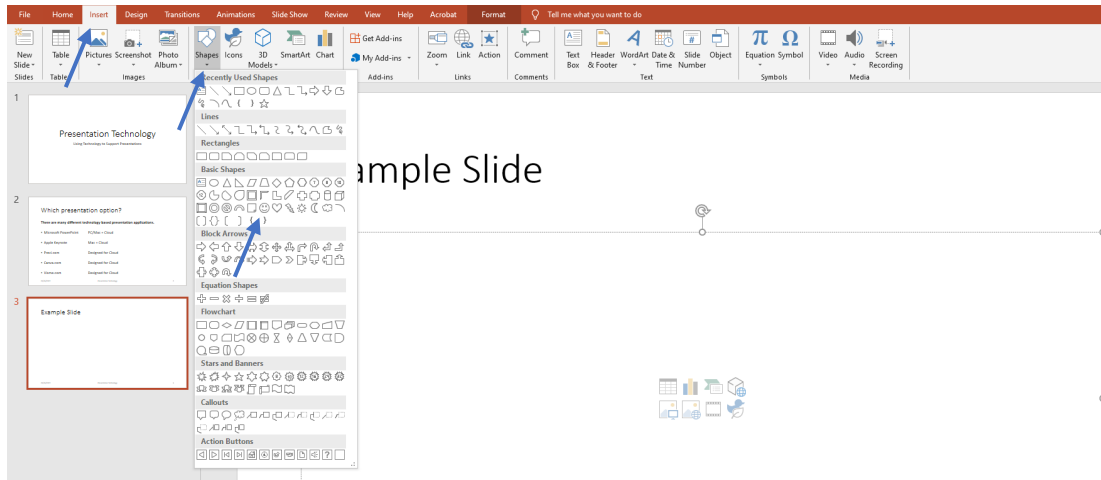 File Home Insert Design Transitions Animations Slide Show Review View Help Acrobat Format Tell me what you want to do
New Slide
Table
Pictures
Screenshot
Photo Album
Shapes
Icons
3D Models
SmartArt
Chart
Get Add-ins
My Add-ins
Zoom
Link
Action
Comment
Text Box
Header & Footer
WordArt
Date & Time
Slide Number
Object
Equation
Symbol
Video
Audio
Screen Recording
Slides Tables Images Add-ins Links Comments Text Symbols Media
Recently Used Shapes
Lines
Rectangles
Basic Shapes
Block Arrows
Equation Shapes
Flowchart
Stars and Banners
Callouts
Action Buttons
1
Presentation Technology
Using Technology to Support Presentations
2
Which presentation option?
There are many different technology based presentation applications.
• Microsoft PowerPoint PC/Mac + Cloud
• Apple Keynote Mac + Cloud
• Prezi.com Designed for Cloud
• Canva.com Designed for Cloud
Designed for Cloud
3
Example Slide
ample Slide